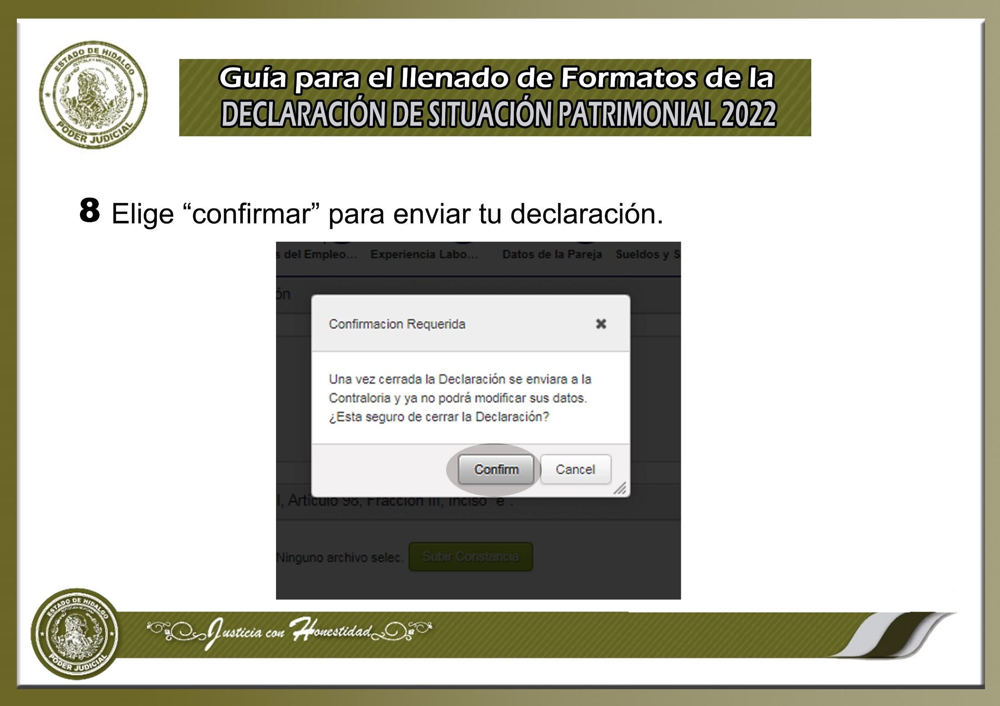 ESTADO DE HIDALGO
PODER JUDICIAL
Guía para el llenado de Formatos de la
DECLARACIÓN DE SITUACIÓN PATRIMONIAL 2022
8 Elige “confirmar” para enviar tu declaración.
s del Empleo... Experiencia Labo... Datos de la Pareja Sueldos y S
ón
Confirmacion Requerida
Una vez cerrada la Declaración se enviara a la
Contraloria y ya no podrá modificar sus datos.
¿Esta seguro de cerrar la Declaración?
Confirm Cancel
l, Artículo 98, Fracción III, Inciso "e".
Ninguno archivo selec. Subir Constancia
ESTADO DE HIDALGO
PODER JUDICIAL
Justicia con Honestidad